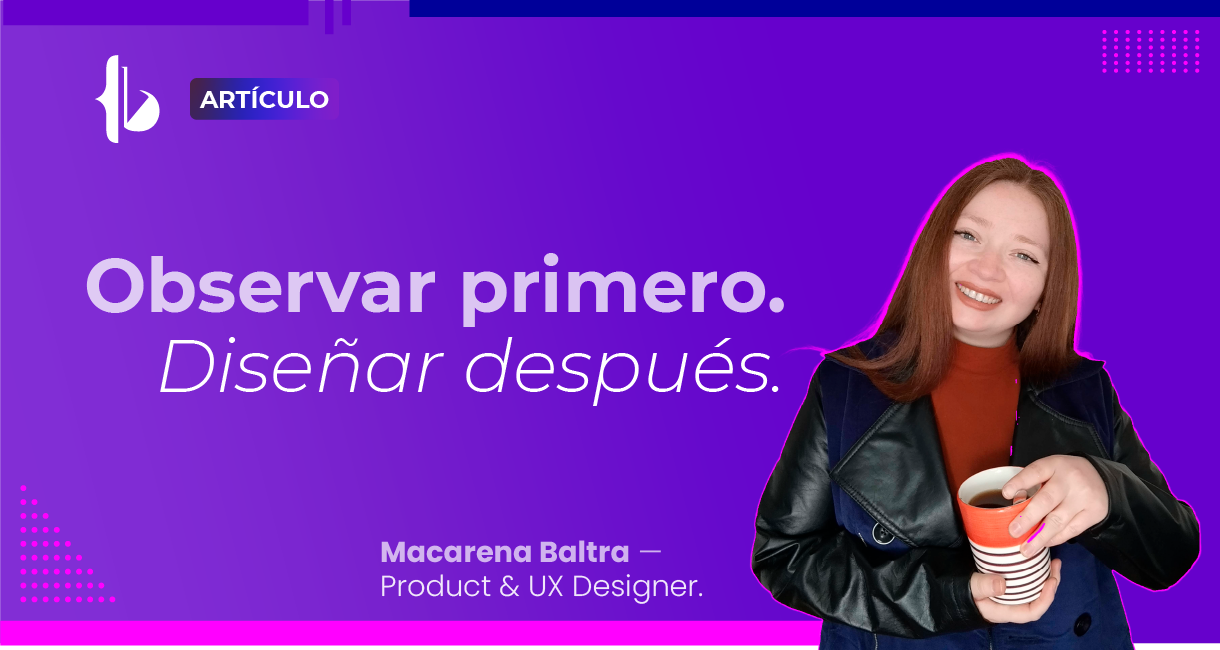 ARTÍCULO
Observar primero.
Diseñar después.
Macarena Baltra —
Product & UX Designer.